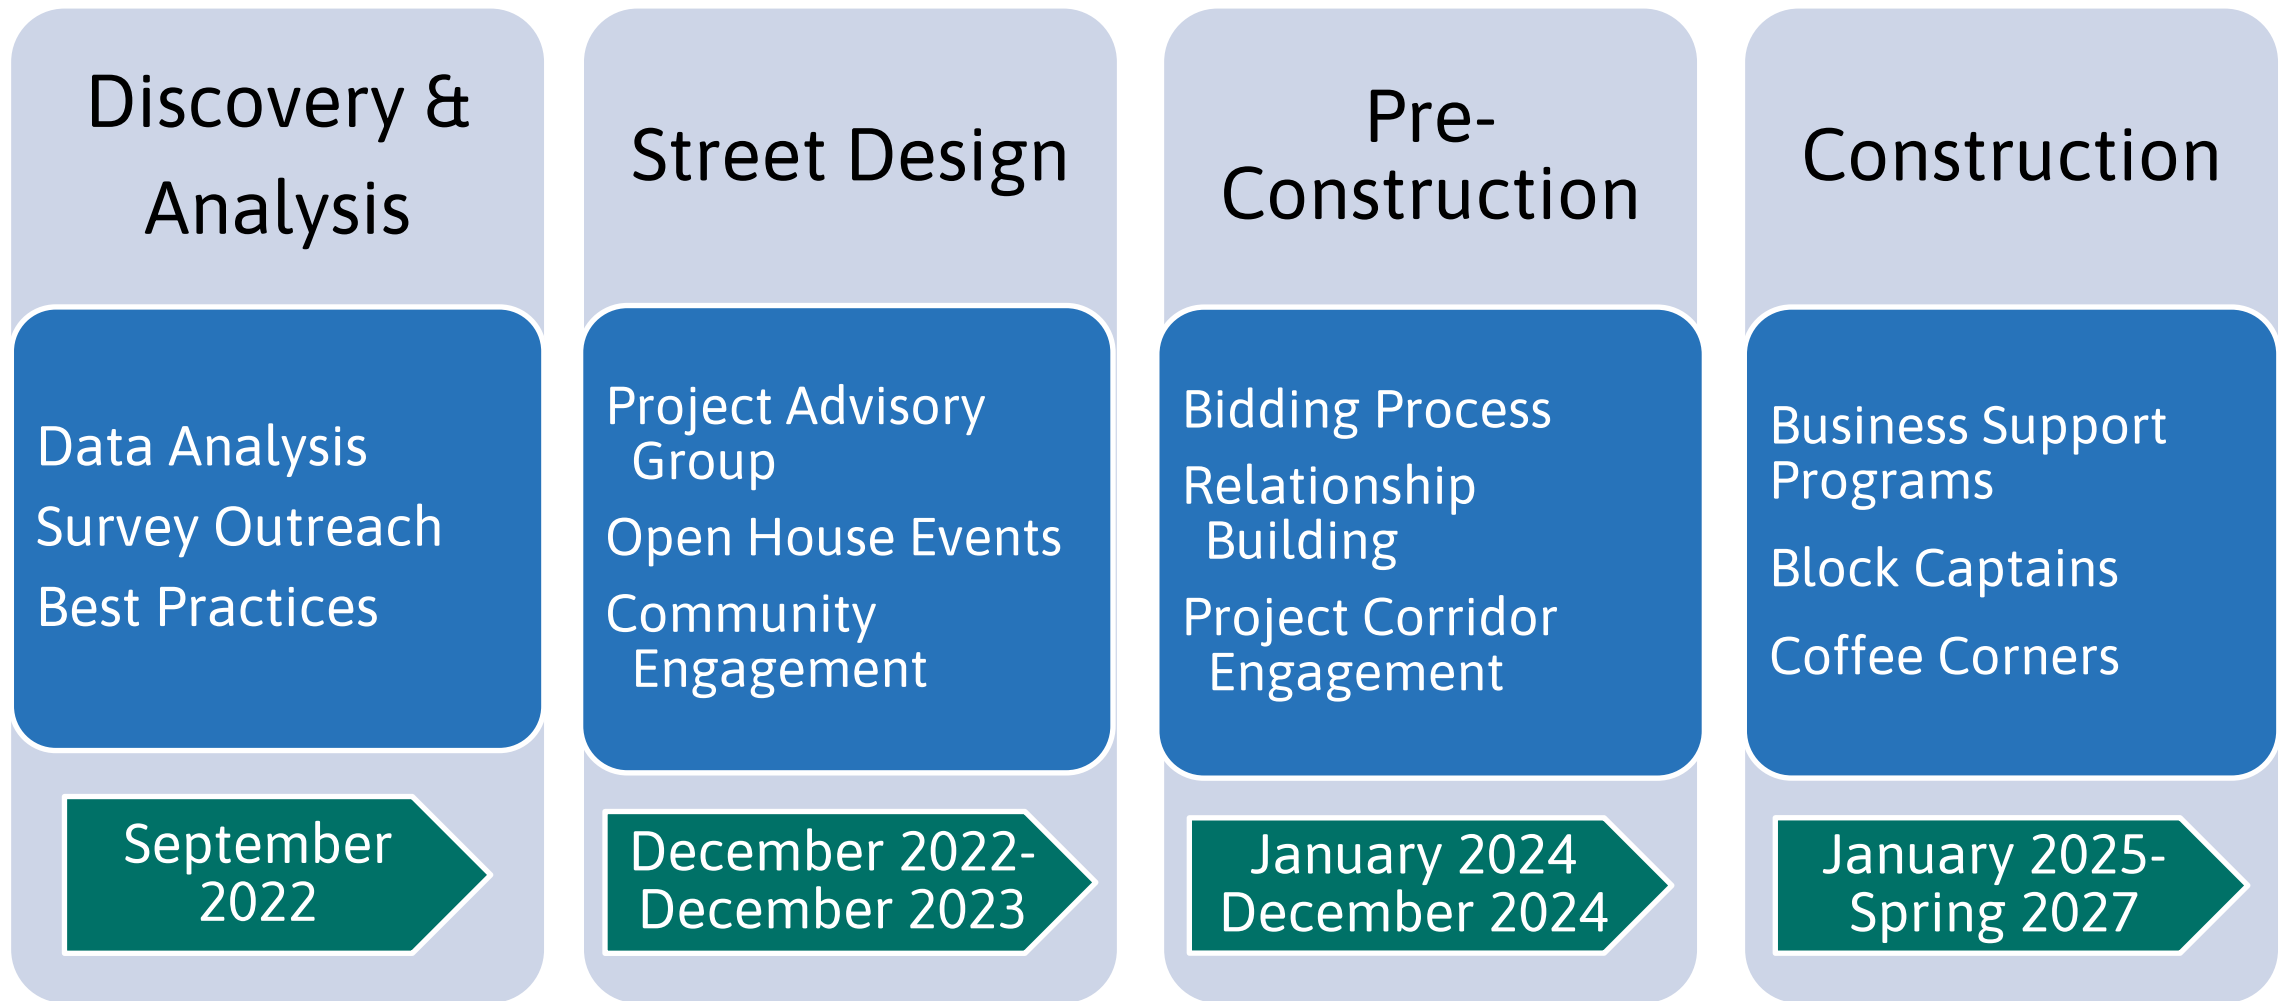 Discovery &
Analysis
Data Analysis
Survey Outreach
Best Practices
September
2022
Street Design
Project Advisory
Group
Open House Events
Community
Engagement
December 2022-
December 2023
Pre-
Construction
Bidding Process
Relationship
Building
Project Corridor
Engagement
January 2024
December 2024
Construction
Business Support
Programs
Block Captains
Coffee Corners
January 2025-
Spring 2027